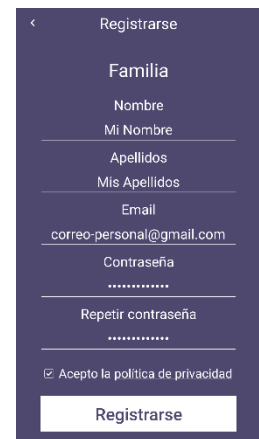 Registrarse
Familia
Nombre
Mi Nombre
Apellidos
Mis Apellidos
Email
correo-personal@gmail.com
Contraseña
•••••••••••••
Repetir contraseña
•••••••••••••
Acepto la política de privacidad
Registrarse